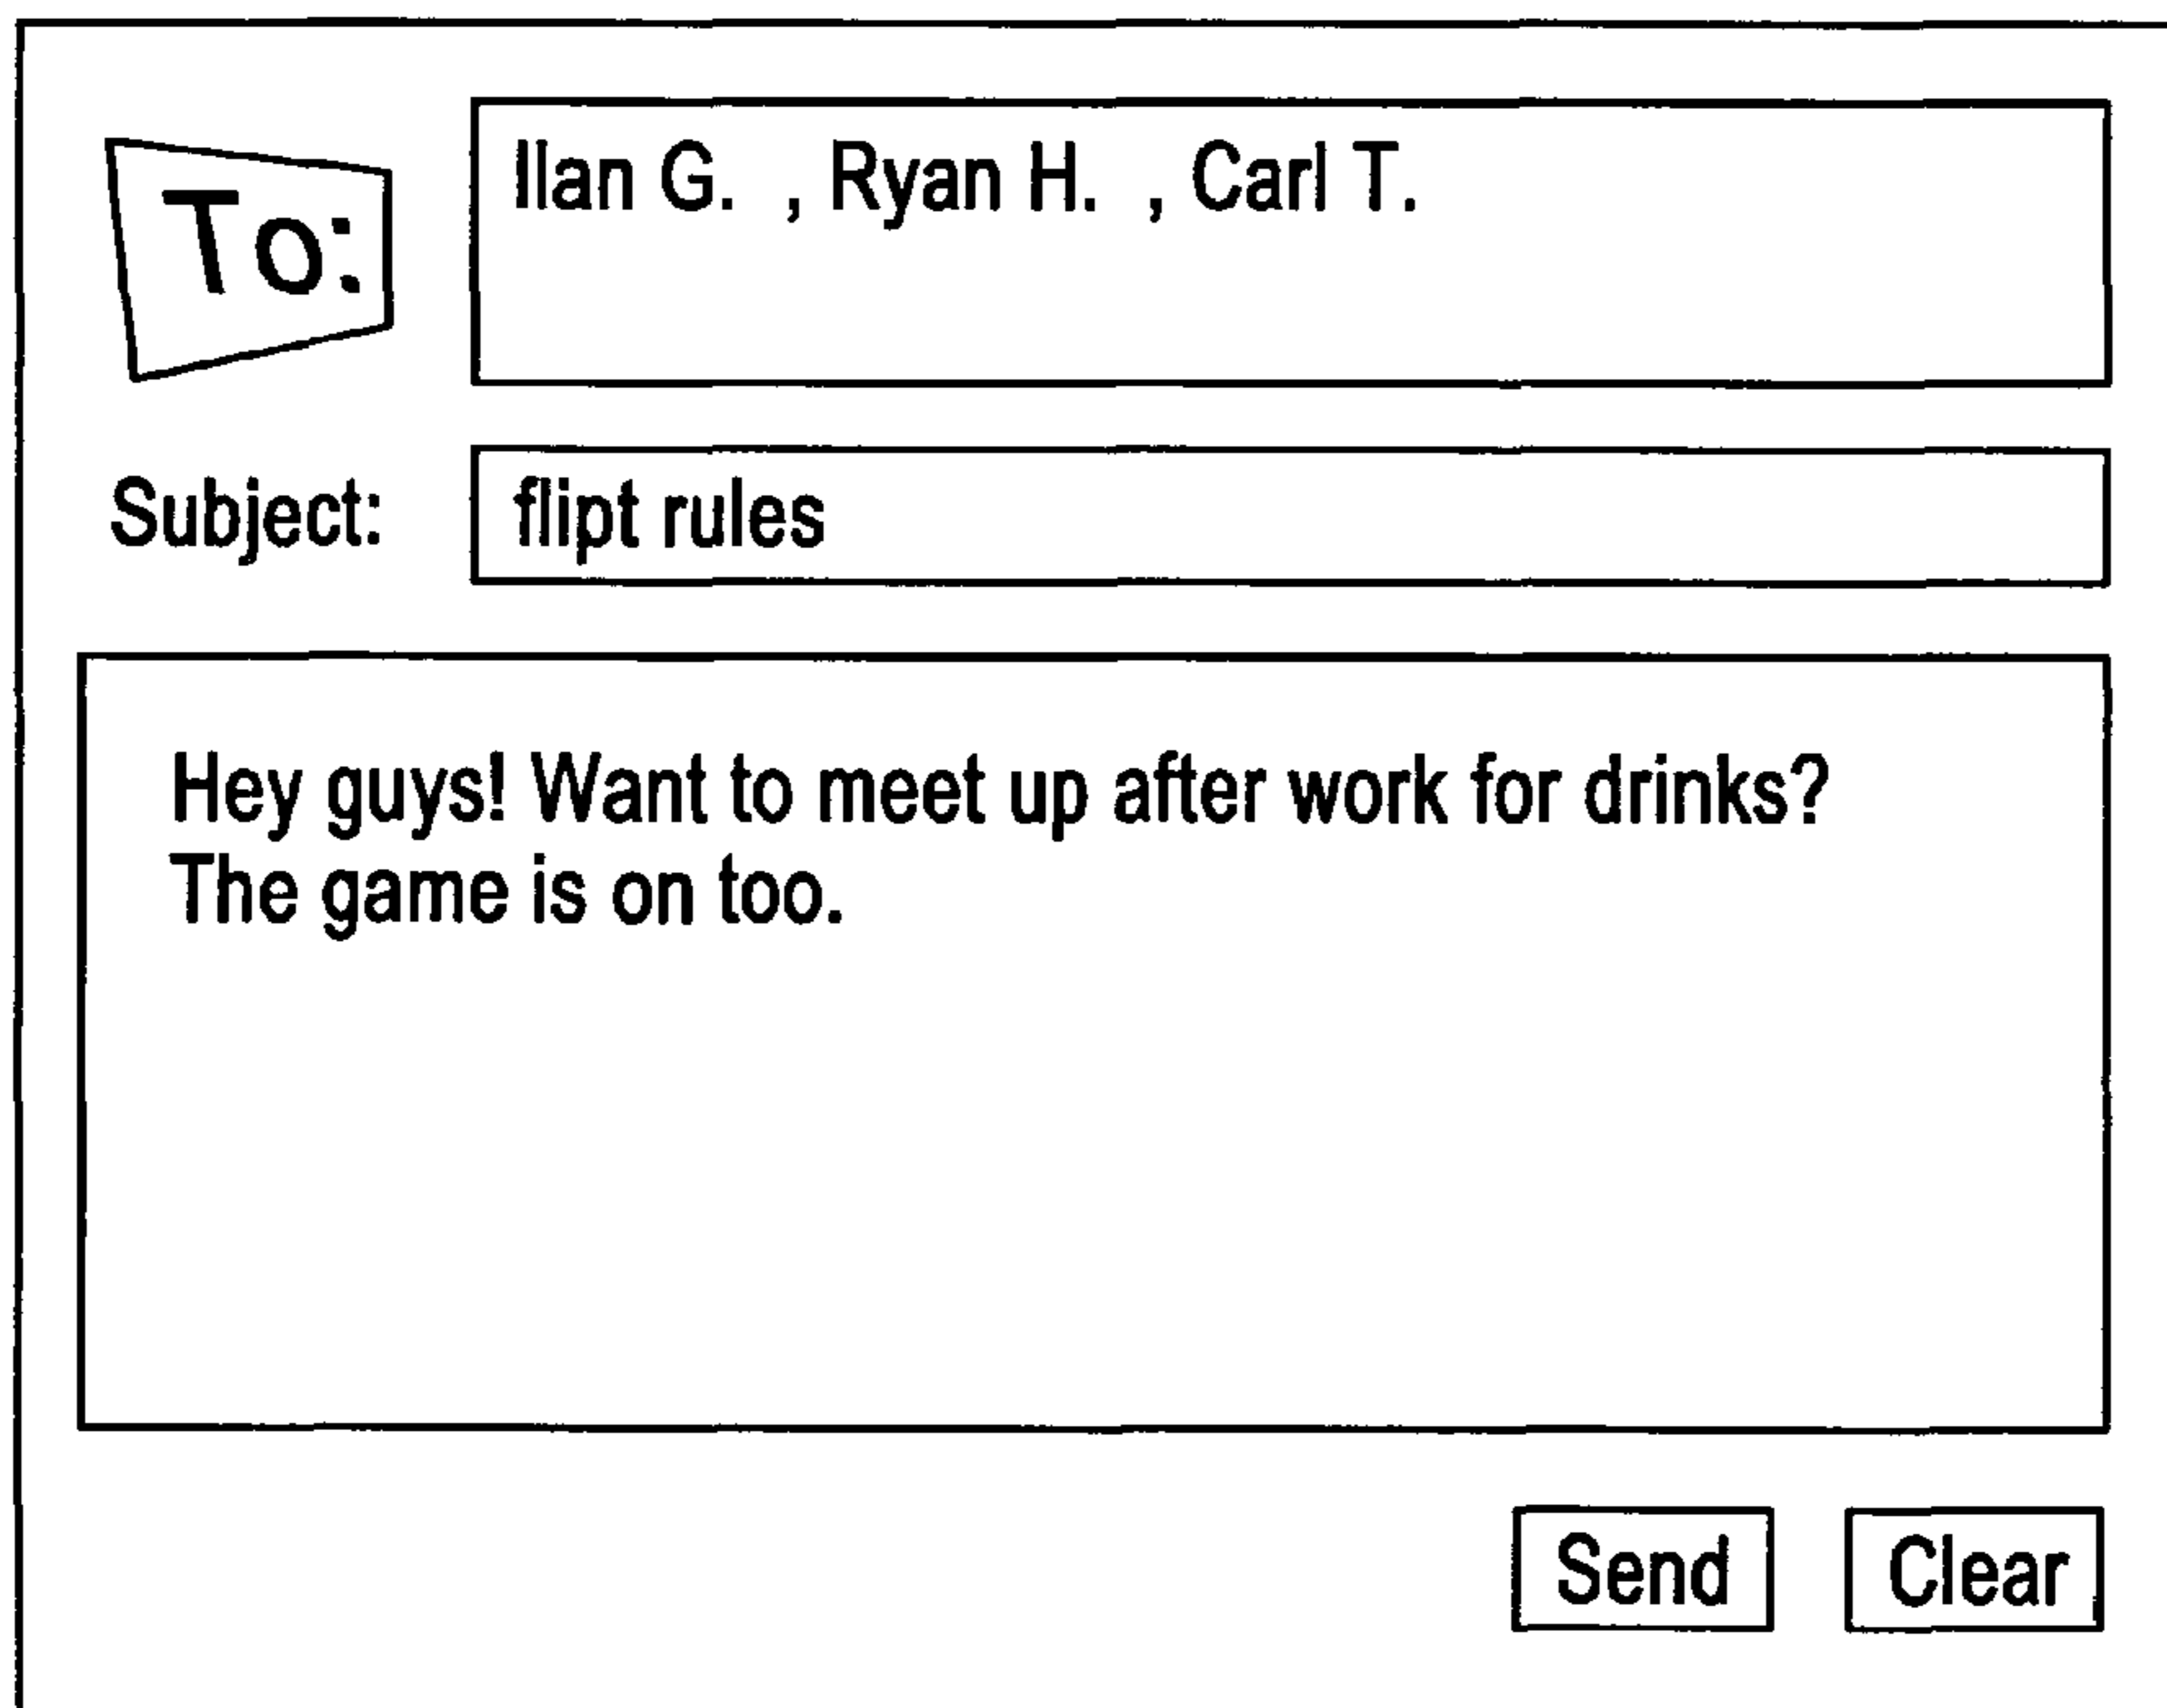 To:
Ilan G. , Ryan H. , Carl T.
Subject:
flipt rules
Hey guys! Want to meet up after work for drinks?
The game is on too.
Send
Clear